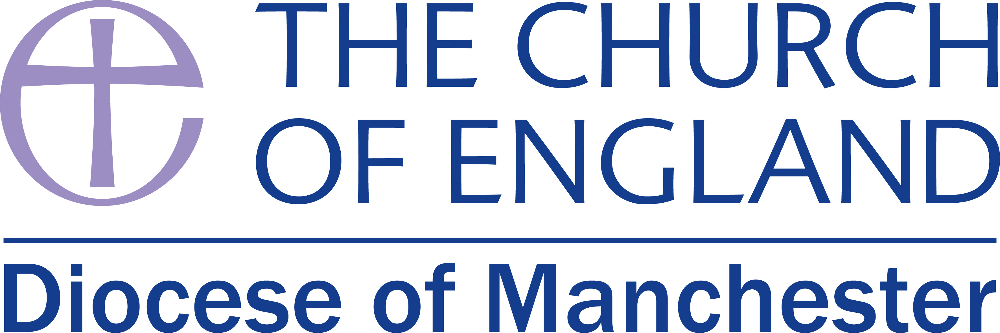 THE CHURCH
OF ENGLAND
Diocese of Manchester